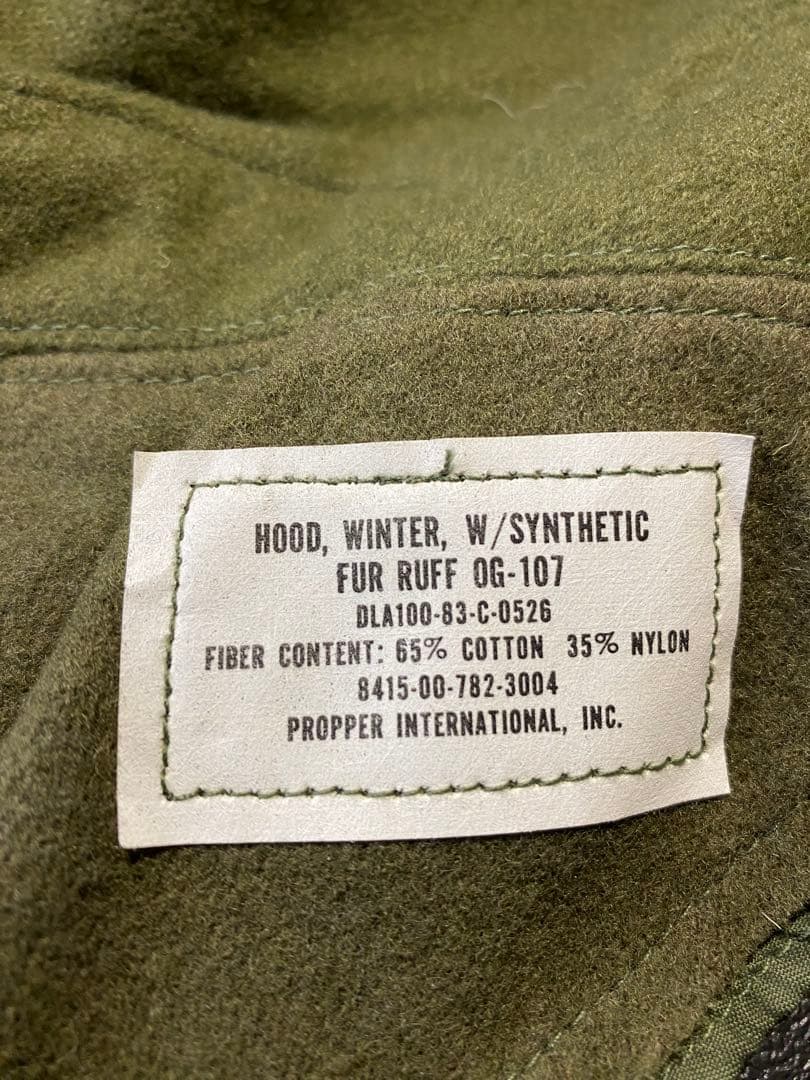 HOOD, WINTER, W/SYNTHETIC
FUR RUFF OG-107
DLA100-83-C-0526
FIBER CONTENT: 65% COTTON 35% NYLON
8415-00-782-3004
PROPPER INTERNATIONAL, INC.